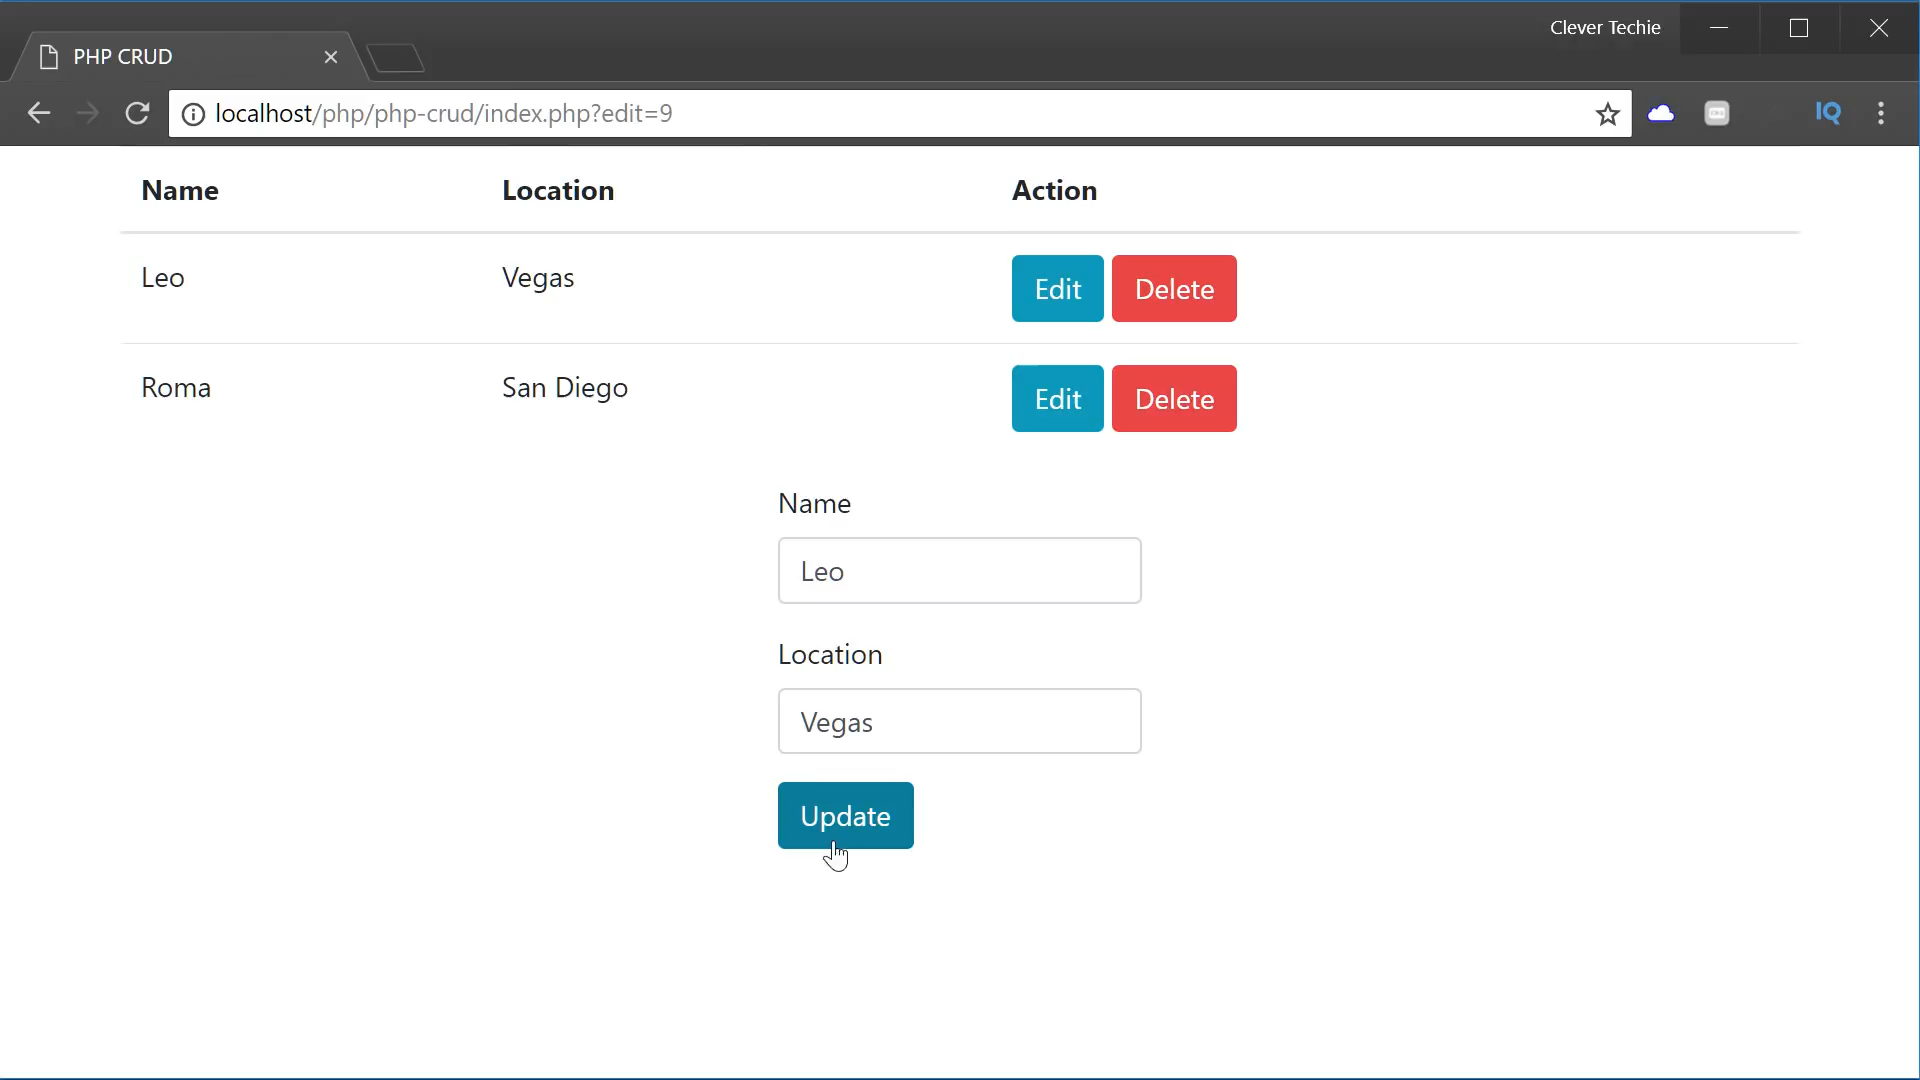 Clever Techie
PHP CRUD
localhost/php/php-crud/index.php?edit=9
IQ
Name Location Action
Leo Vegas Edit Delete
Roma San Diego Edit Delete
Name
Leo
Location
Vegas
Update